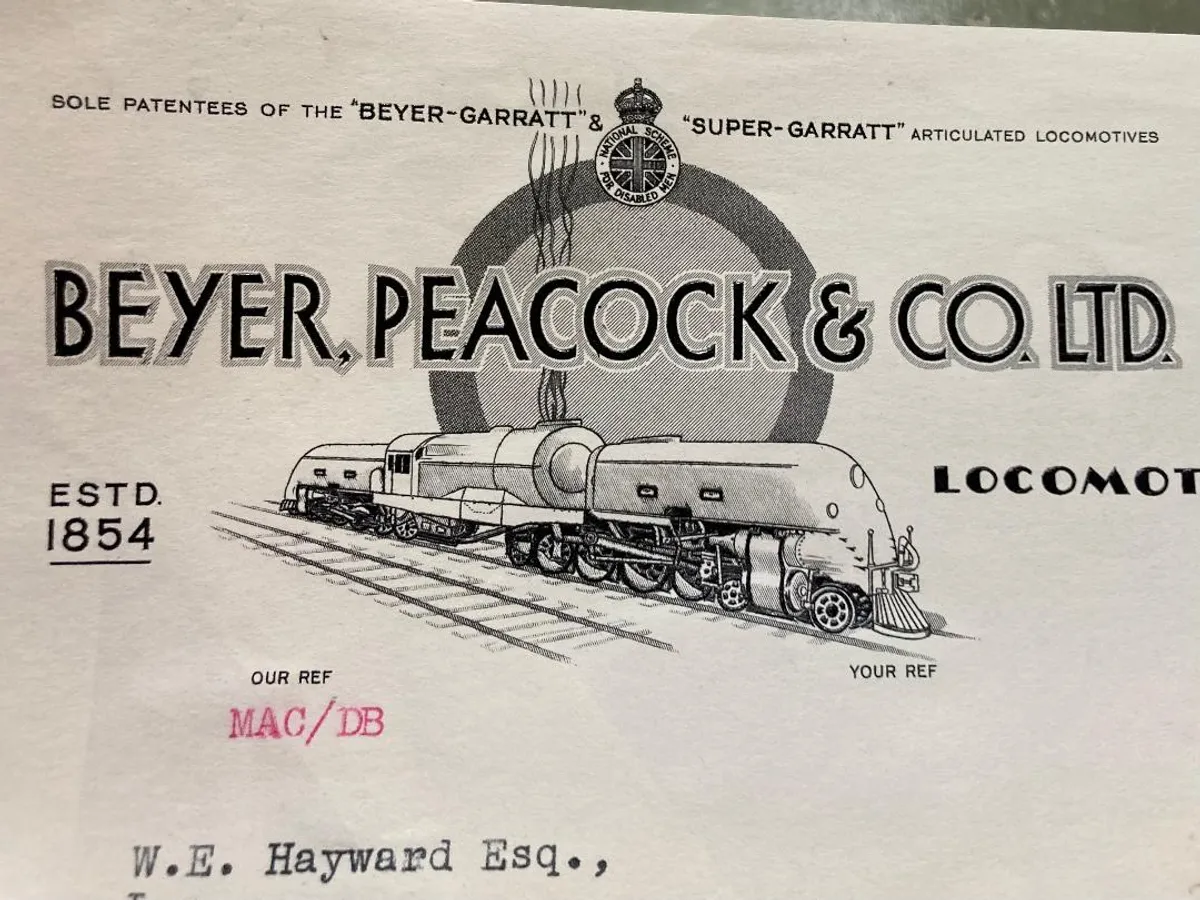 SOLE PATENTEES OF THE "BEYER-GARRATT" & "SUPER-GARRATT" ARTICULATED LOCOMOTIVES
NATIONAL SCHEME
FOR DISABLED MEN
BEYER, PEACOCK & CO. LTD.
ESTD.
1854
LOCOMOT
OUR REF
YOUR REF
MAC/DB
W.E. Hayward Esq.,